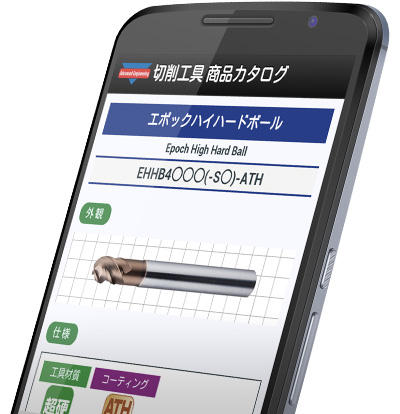 Advanced Engineering
切削工具 商品カタログ
エポックハイハードボール
Epoch High Hard Ball
EHHB4〇〇〇(-S〇)-ATH
外観
仕様
工具材質
コーティング
超硬
ATH